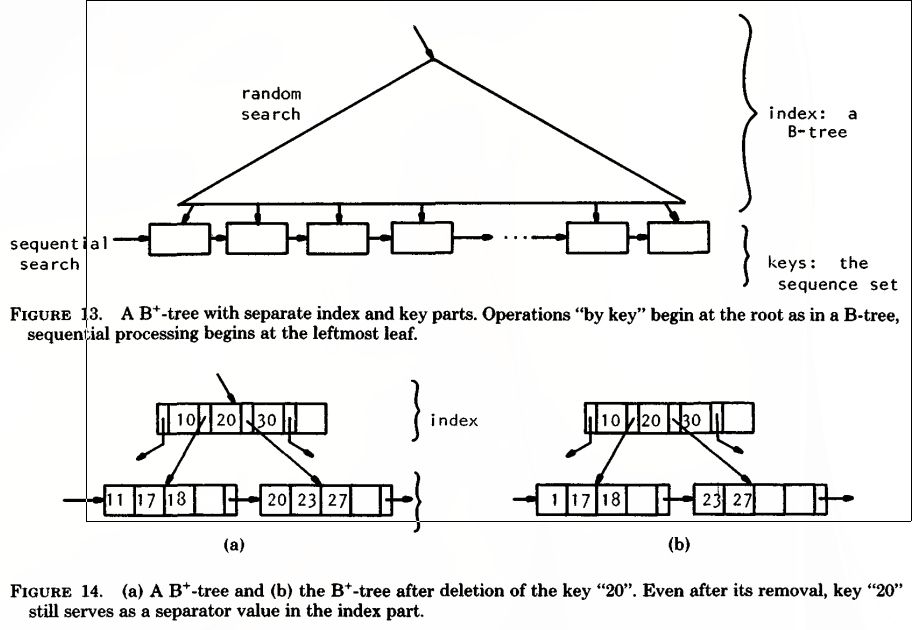 random
search
index: a
B-tree
sequential
search
keys: the
sequence set
FIGURE 13. A B+-tree with separate index and key parts. Operations “by key” begin at the root as in a B-tree,
sequential processing begins at the leftmost leaf.
10 20 30
index
10 20 30
11 17 18
20 23 27
1 17 18
23 27
(a)
(b)
FIGURE 14. (a) A B+-tree and (b) the B+-tree after deletion of the key “20”. Even after its removal, key “20”
still serves as a separator value in the index part.